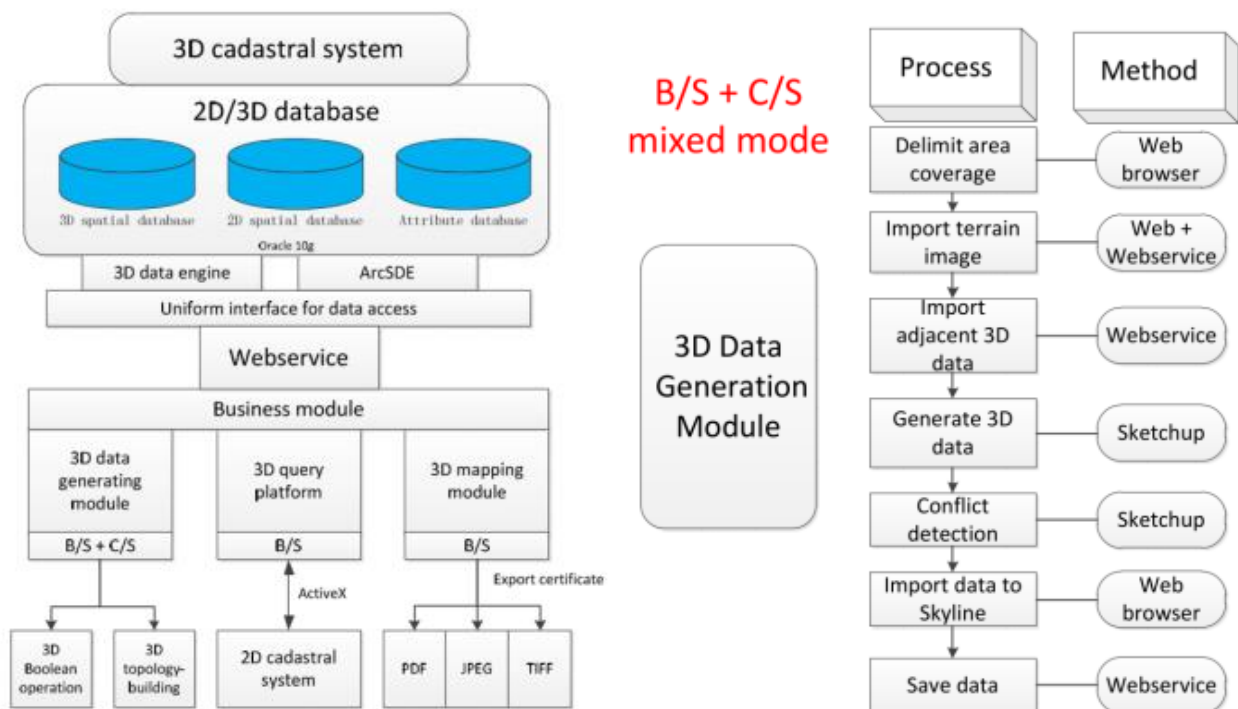 3D cadastral system
2D/3D database
3D spatial database
2D spatial database
Attribute database
Oracle 10g
3D data engine
ArcSDE
Uniform interface for data access
Webservice
Business module
3D data
generating
module
3D query
platform
3D mapping
module
B/S + C/S
B/S
B/S
ActiveX
Export certificate
3D
Boolean
operation
3D
topology-
building
2D cadastral
system
PDF
JPEG
TIFF
B/S + C/S
mixed mode
3D Data
Generation
Module
Process
Method
Delimit area
coverage
Web
browser
Import terrain
image
Web +
Webservice
Import
adjacent 3D
data
Webservice
Generate 3D
data
Sketchup
Conflict
detection
Sketchup
Import data to
Skyline
Web
browser
Save data
Webservice